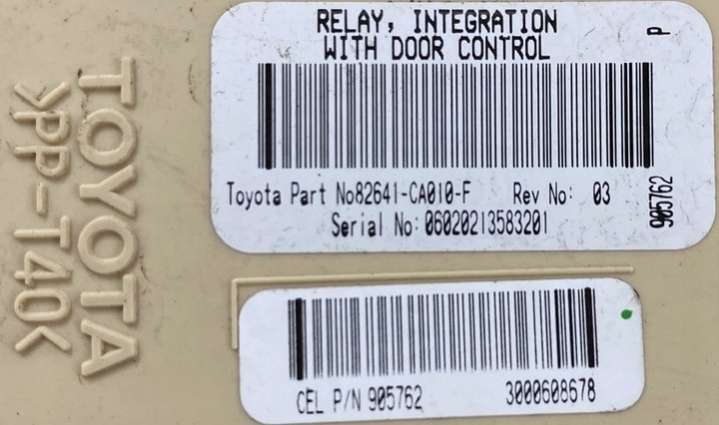 RELAY, INTEGRATION
WITH DOOR CONTROL
P
Toyota Part No82641-CA010-F Rev No: 03
Serial No: 06020213583201
905762
CEL P/N 905762 3000608678
TOYOTA
>PP-T40<